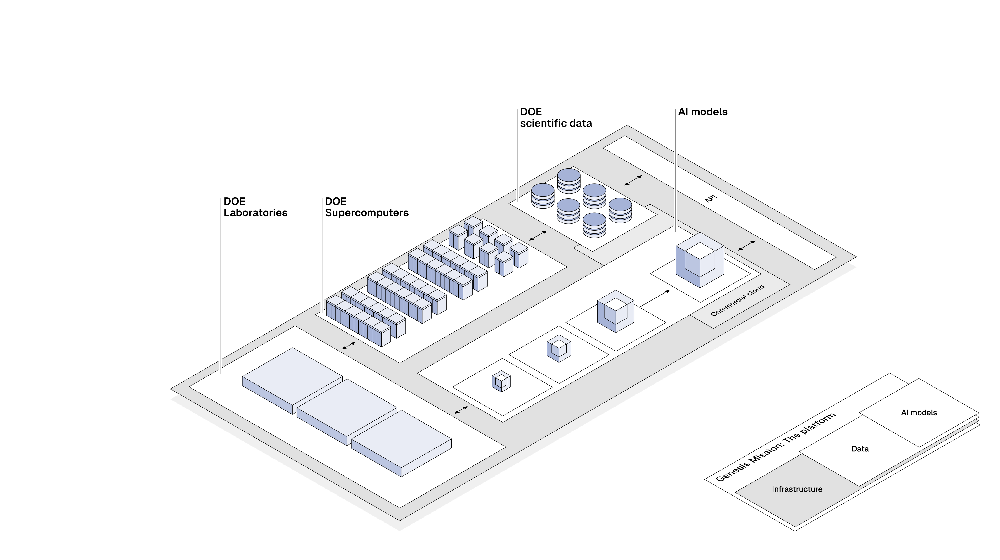 DOE
scientific data
AI models
DOE
Laboratories
DOE
Supercomputers
API
Commercial cloud
Genesis Mission: The platform
AI models
Data
Infrastructure